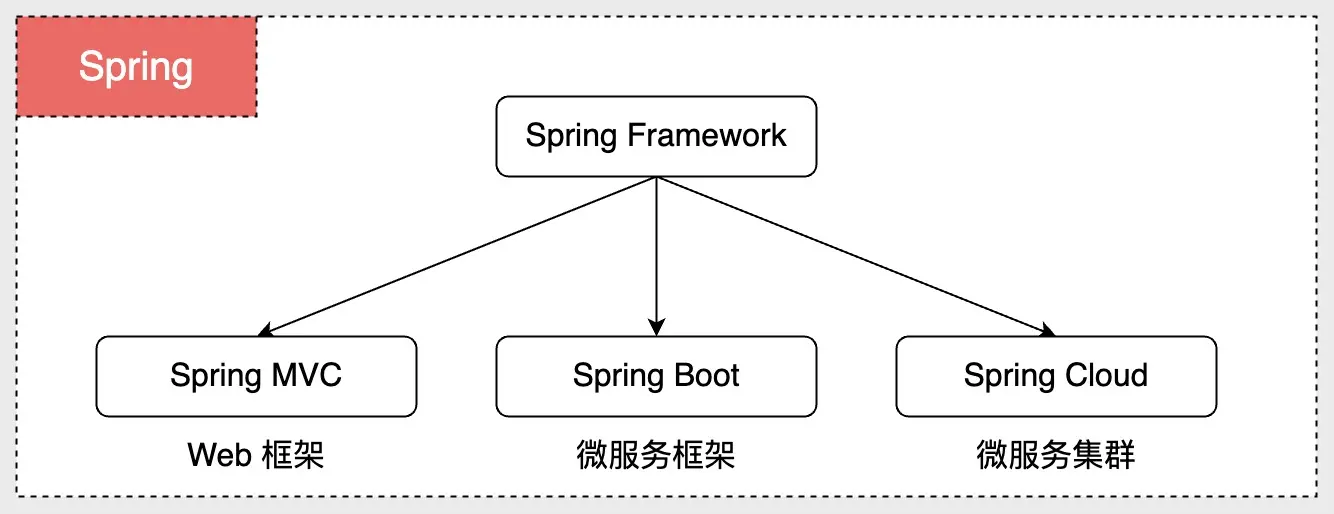 Spring
Spring Framework
Spring MVC
Spring Boot
Spring Cloud
Web 框架
微服务框架
微服务集群